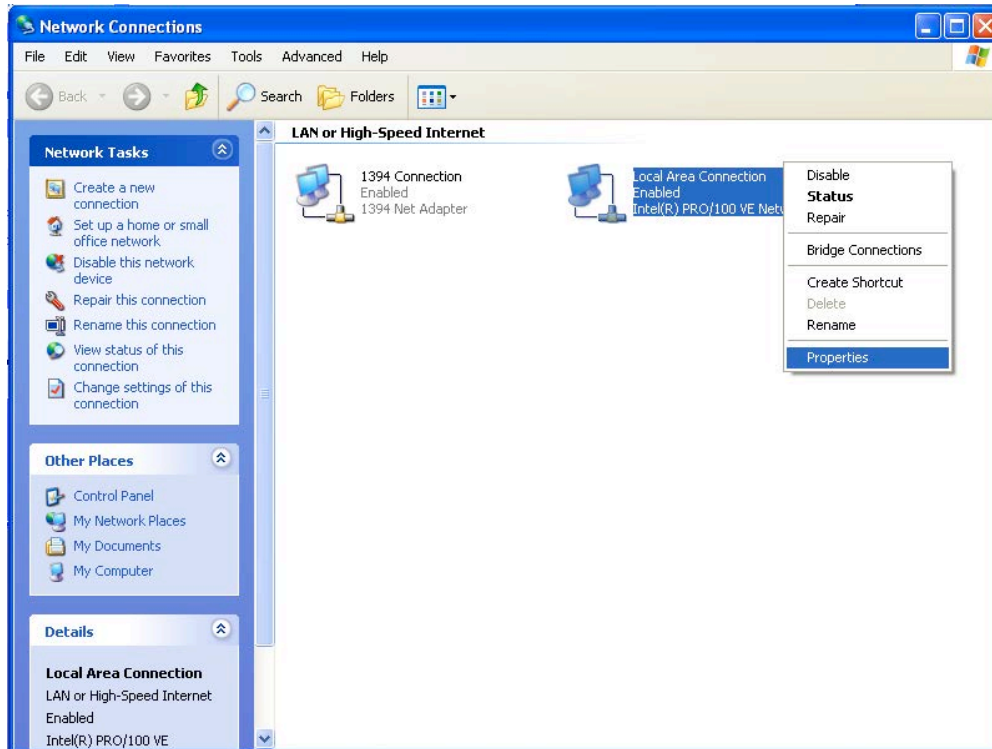 Network Connections
File Edit View Favorites Tools Advanced Help
Back Search Folders
Network Tasks
Create a new
connection
Set up a home or small
office network
Disable this network
device
Repair this connection
Rename this connection
View status of this
connection
Change settings of this
connection
Other Places
Control Panel
My Network Places
My Documents
My Computer
Details
Local Area Connection
LAN or High-Speed Internet
Enabled
Intel(R) PRO/100 VE
LAN or High-Speed Internet
1394 Connection
Enabled
1394 Net Adapter
Local Area Connection
Enabled
Intel(R) PRO/100 VE Netw
Disable
Status
Repair
Bridge Connections
Create Shortcut
Delete
Rename
Properties